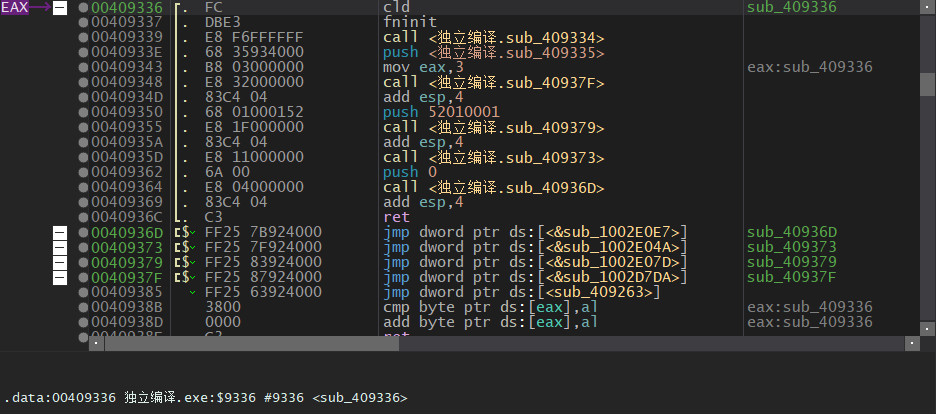 EAX 00409336 FC cld sub_409336
00409337 DBE3 fninit
00409339 E8 F6FFFFFF call <独立编译.sub_409334>
0040933E 68 35934000 push <独立编译.sub_409335>
00409343 B8 03000000 mov eax,3 eax:sub_409336
00409348 E8 32000000 call <独立编译.sub_40937F>
0040934D 83C4 04 add esp,4
00409350 68 01000152 push 52010001
00409355 E8 1F000000 call <独立编译.sub_409379>
0040935A 83C4 04 add esp,4
0040935D E8 11000000 call <独立编译.sub_409373>
00409362 6A 00 push 0
00409364 E8 04000000 call <独立编译.sub_40936D>
00409369 83C4 04 add esp,4
0040936C C3 ret
0040936D $ FF25 7B924000 jmp dword ptr ds:[<&sub_1002E0E7>] sub_40936D
00409373 $ FF25 7F924000 jmp dword ptr ds:[<&sub_1002E04A>] sub_409373
00409379 $ FF25 83924000 jmp dword ptr ds:[<&sub_1002E07D>] sub_409379
0040937F $ FF25 87924000 jmp dword ptr ds:[<&sub_1002D7DA>] sub_40937F
00409385 FF25 63924000 jmp dword ptr ds:[<sub_409263>]
0040938B 3800 cmp byte ptr ds:[eax],al eax:sub_409336
0040938D 0000 add byte ptr ds:[eax],al eax:sub_409336
.data:00409336 独立编译.exe:$9336 #9336 <sub_409336>